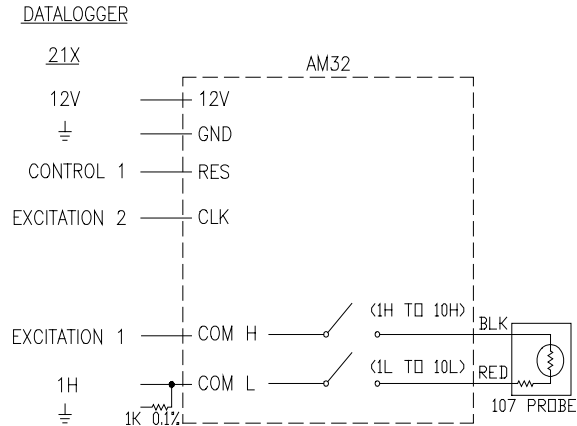 DATALOGGER
21X
AM32
12V
12V
GND
CONTROL 1
RES
EXCITATION 2
CLK
(1H TO 10H)
BLK
EXCITATION 1
COM H
(1L TO 10L)
RED
1H
COM L
1K 0.1%
107 PROBE